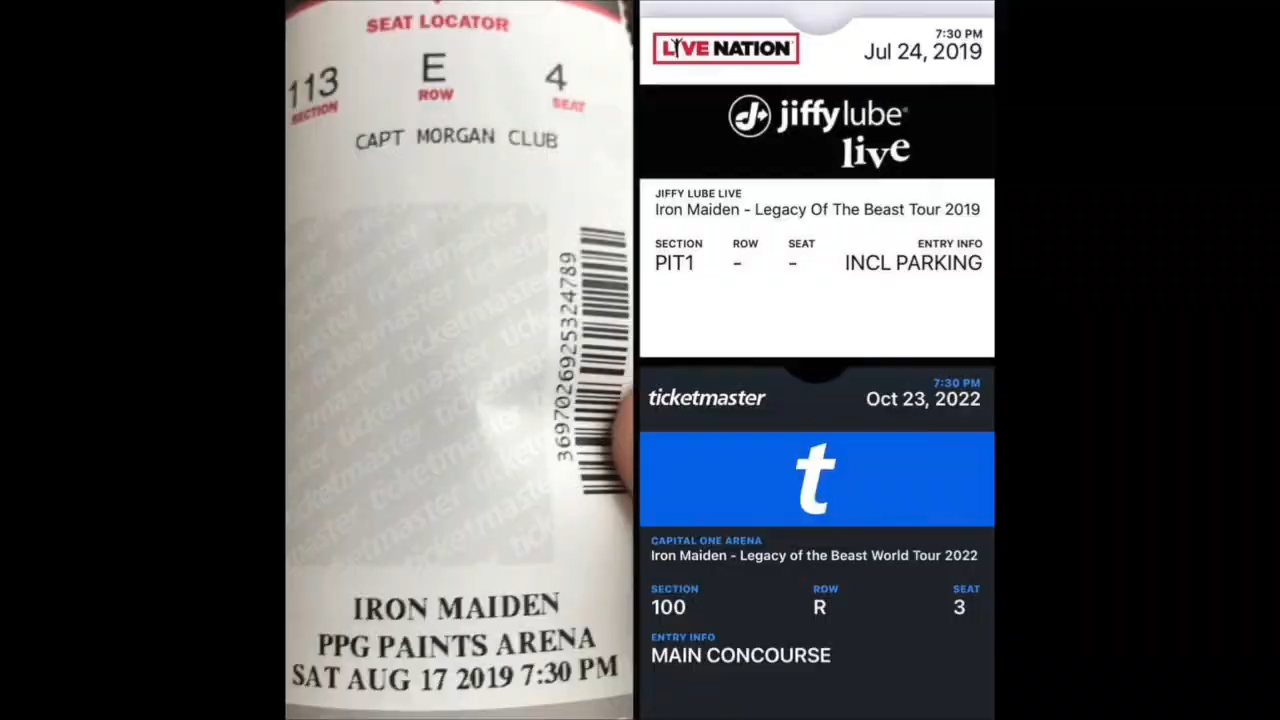 SEAT LOCATOR
113 E 4
SECTION ROW SEAT
CAPT MORGAN CLUB
ticketmaster
3697026925324789
IRON MAIDEN
PPG PAINTS ARENA
SAT AUG 17 2019 7:30 PM
LIVE NATION
7:30 PM
Jul 24, 2019
jiffylube
live
JIFFY LUBE LIVE
Iron Maiden - Legacy Of The Beast Tour 2019
SECTION ROW SEAT ENTRY INFO
PIT1 - - INCL PARKING
ticketmaster
7:30 PM
Oct 23, 2022
t
CAPITAL ONE ARENA
Iron Maiden - Legacy of the Beast World Tour 2022
SECTION ROW SEAT
100 R 3
ENTRY INFO
MAIN CONCOURSE